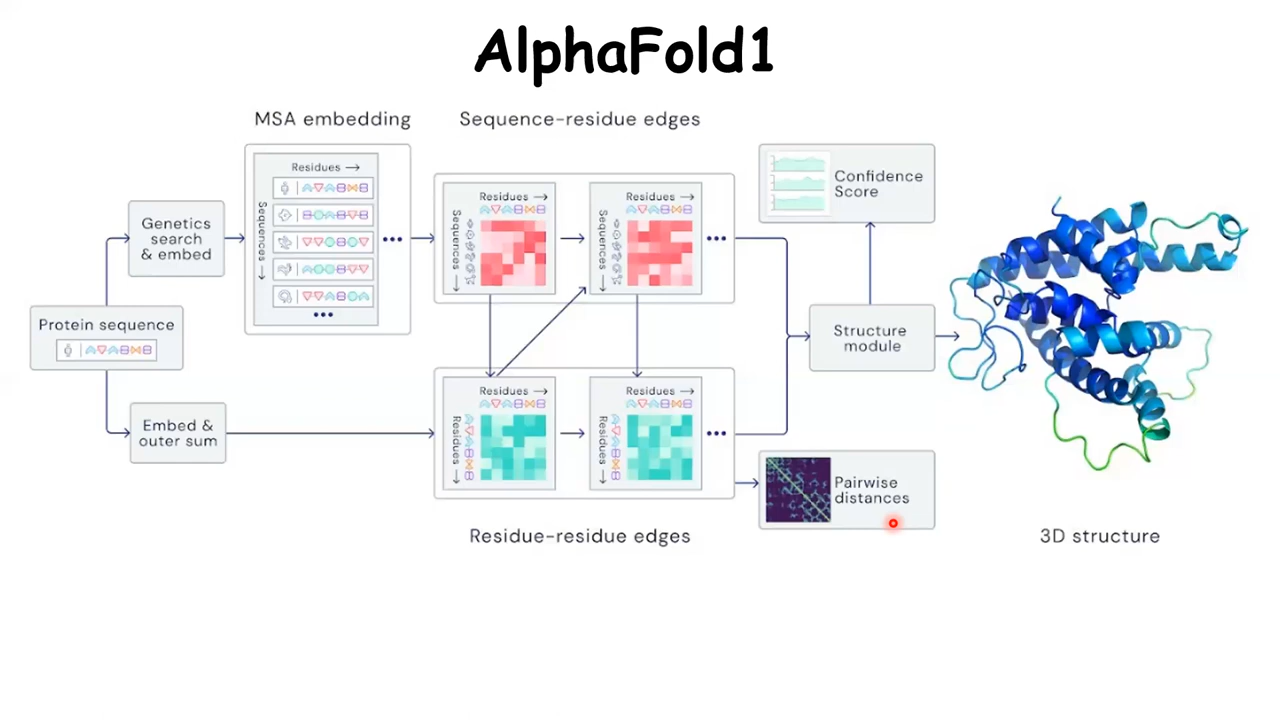 AlphaFold1
MSA embedding
Sequence-residue edges
Residues →
Sequences →
Residues →
Sequences →
Residues →
Sequences →
Confidence
Score
Genetics
search
& embed
Protein sequence
Structure
module
Embed &
outer sum
Residues →
Residues →
Residues →
Residues →
Pairwise
distances
Residue-residue edges
3D structure